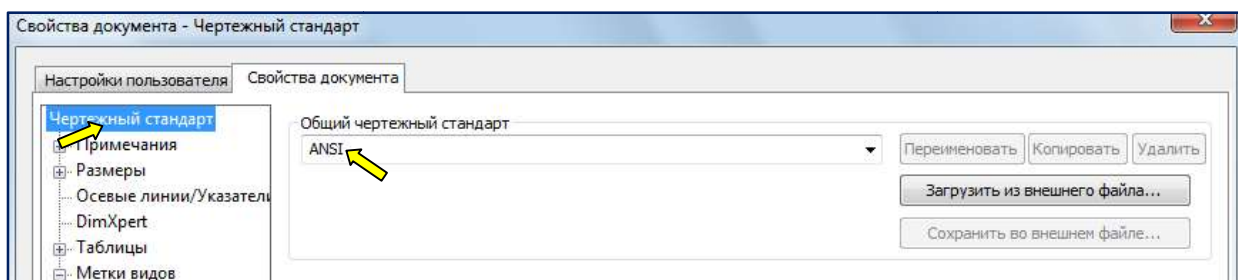 Свойства документа - Чертежный стандарт
Настройки пользователя Свойства документа
Чертежный стандарт
Примечания
Размеры
Осевые линии/Указатели
DimXpert
Таблицы
Метки видов
Общий чертежный стандарт
ANSI
Переименовать Копировать Удалить
Загрузить из внешнего файла...
Сохранить во внешнем файле...